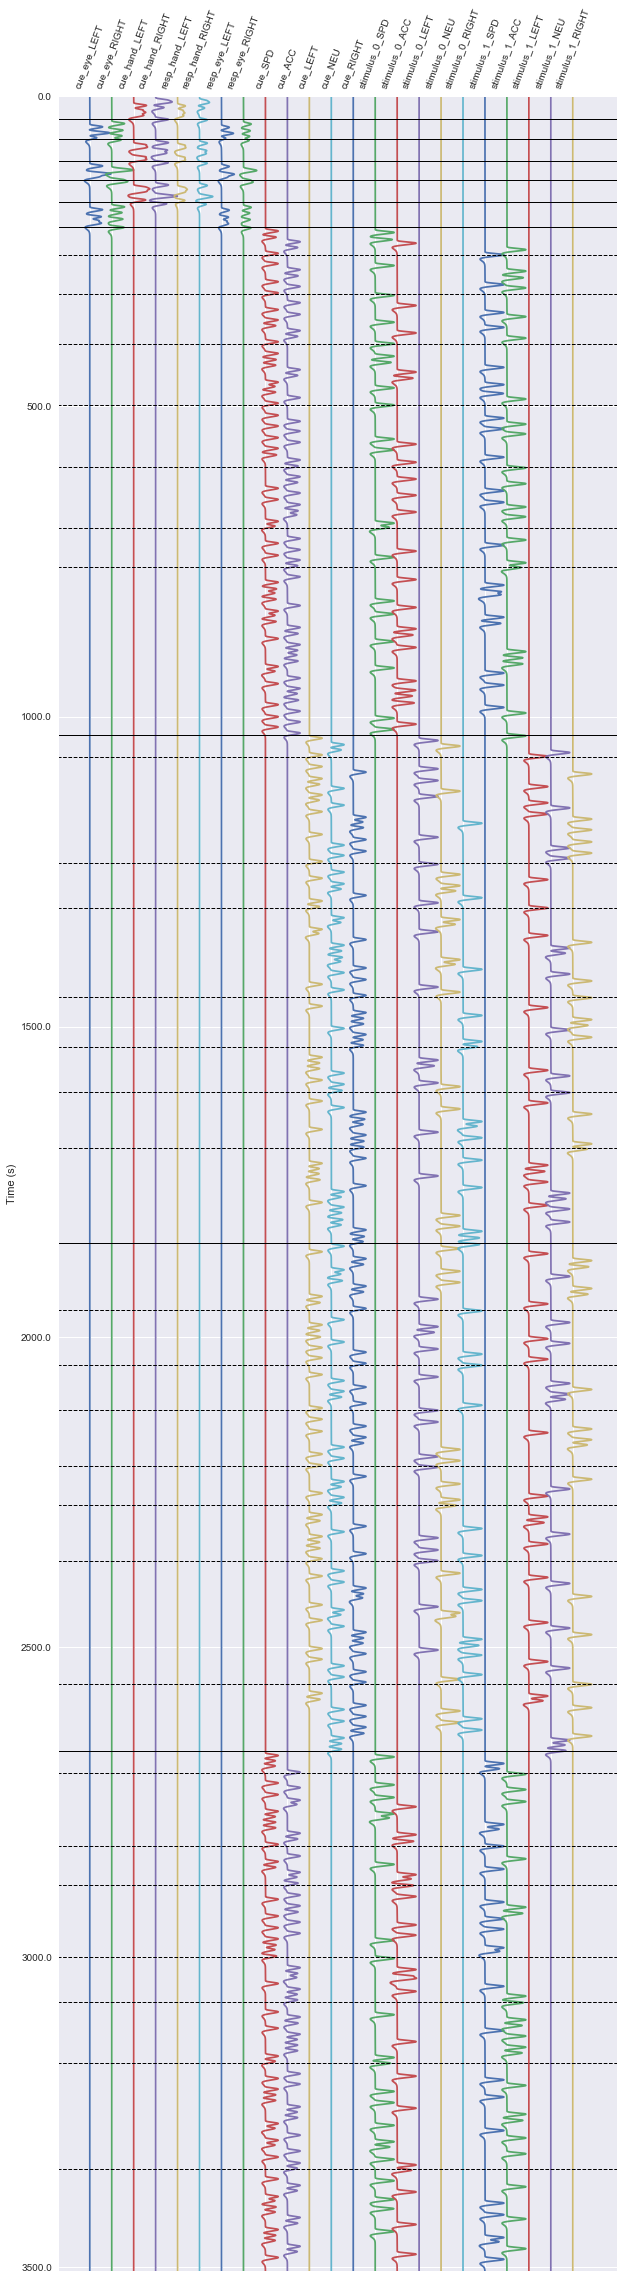 cue_eye_LEFT
cue_eye_RIGHT
cue_hand_LEFT
cue_hand_RIGHT
resp_hand_LEFT
resp_hand_RIGHT
resp_eye_LEFT
resp_eye_RIGHT
cue_SPD
cue_ACC
cue_LEFT
cue_NEU
cue_RIGHT
stimulus_0_SPD
stimulus_0_ACC
stimulus_0_LEFT
stimulus_0_NEU
stimulus_0_RIGHT
stimulus_1_SPD
stimulus_1_ACC
stimulus_1_LEFT
stimulus_1_NEU
stimulus_1_RIGHT
0.0
500.0
1000.0
1500.0
Time (s)
2000.0
2500.0
3000.0
3500.0